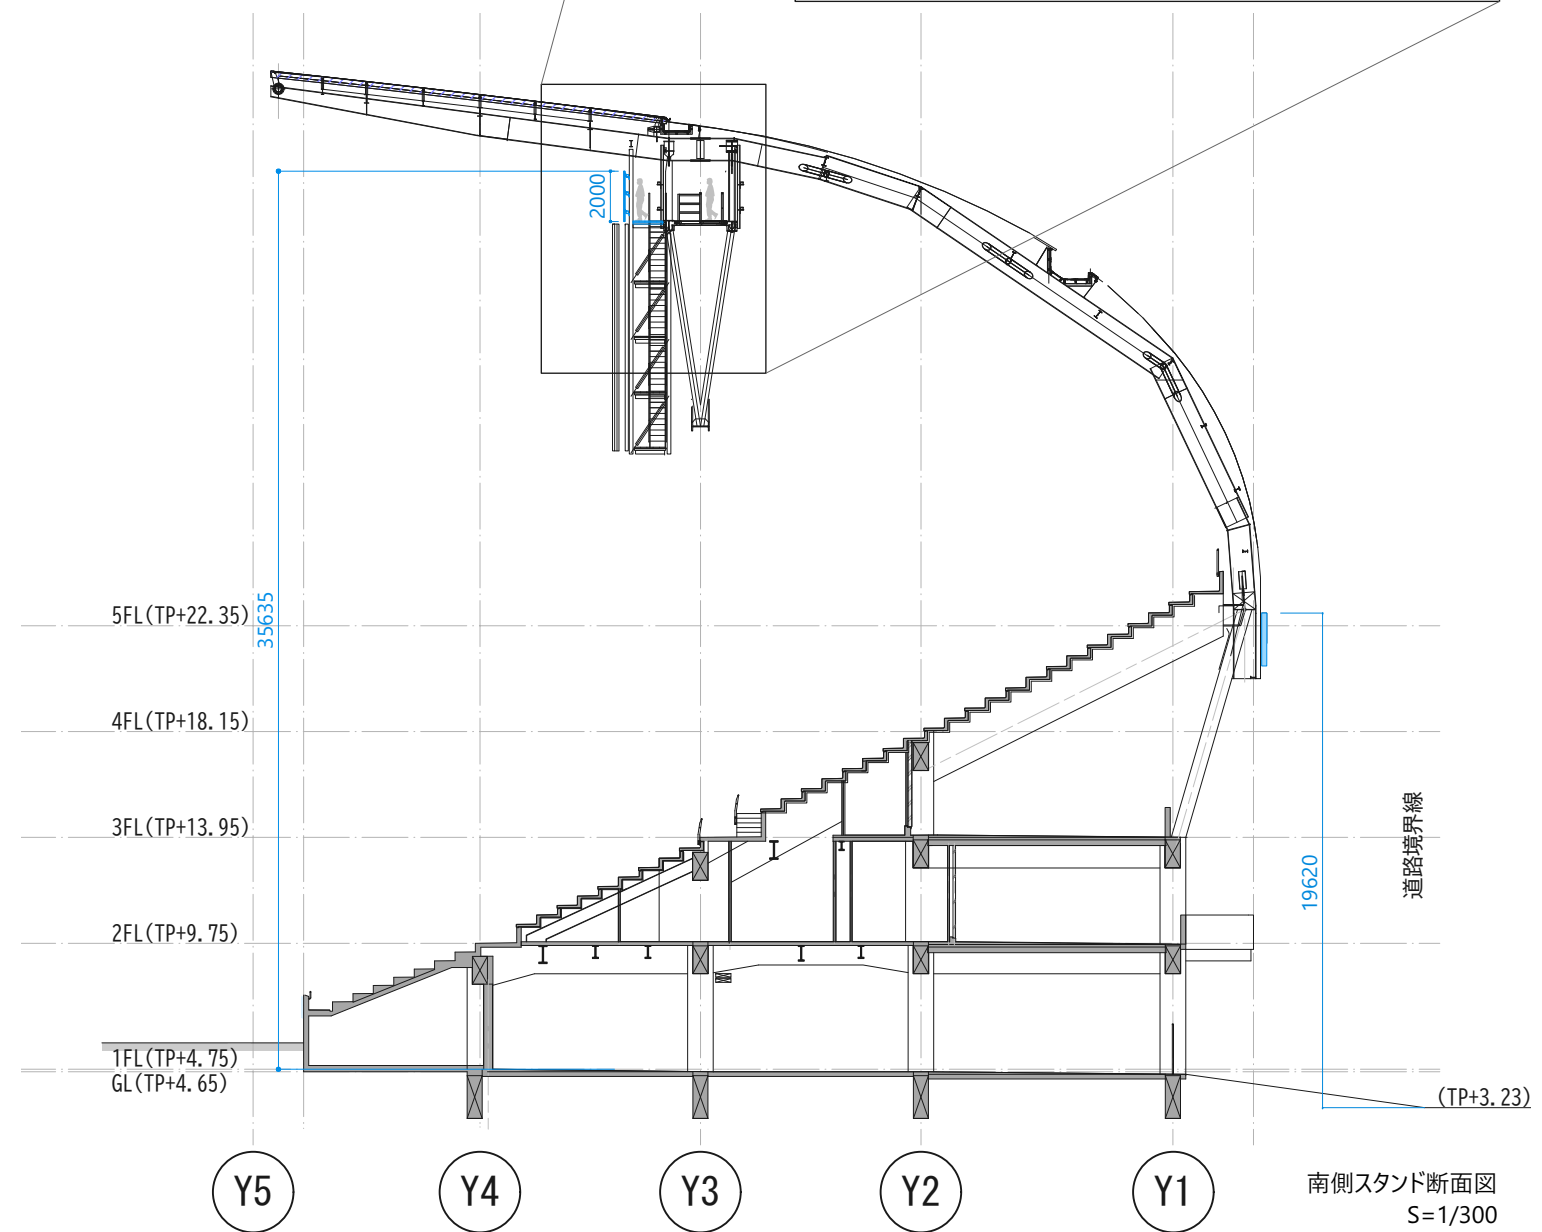 2000
35635
5FL(TP+22.35)
4FL(TP+18.15)
3FL(TP+13.95)
2FL(TP+9.75)
1FL(TP+4.75)
GL(TP+4.65)
19620
道路境界線
(TP+3.23)
Y5
Y4
Y3
Y2
Y1
南側スタンド断面図
S=1/300